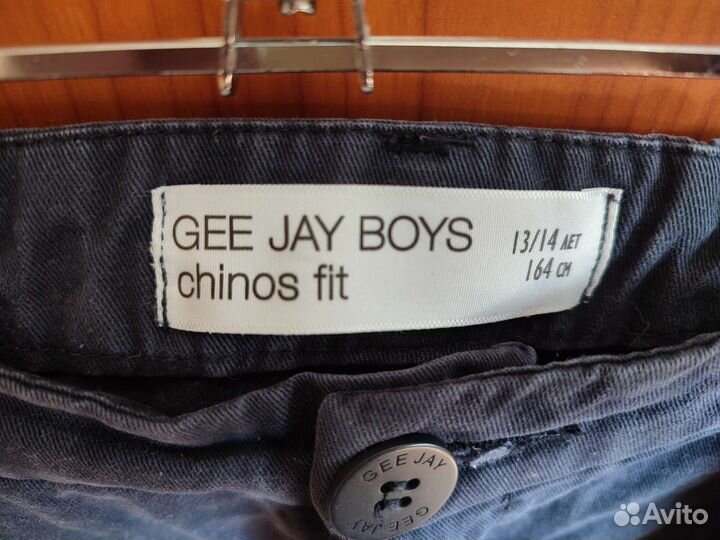 GEE JAY BOYS
chinos fit
13/14 ЛЕТ
164 СМ
GEE JAY
GEE JAY
Avito